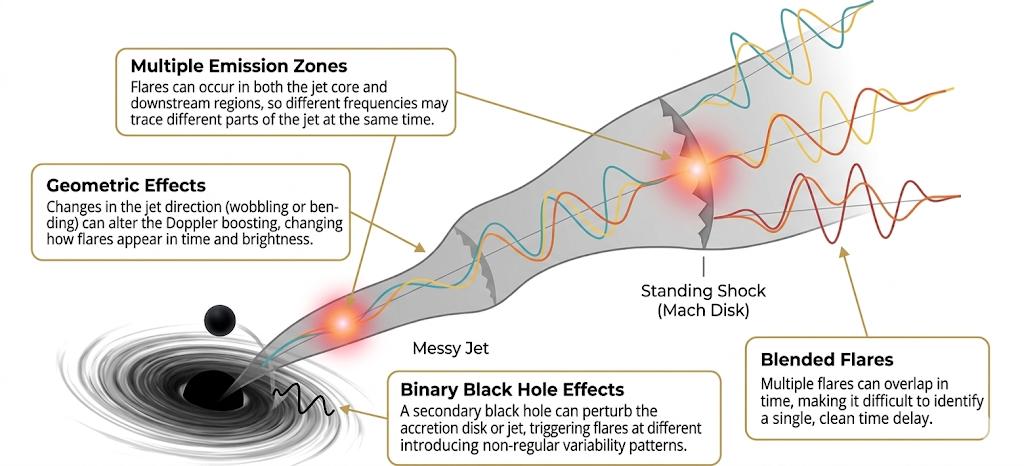 Multiple Emission Zones
Flares can occur in both the jet core and
downstream regions, so different frequencies may
trace different parts of the jet at the same time.
Geometric Effects
Changes in the jet direction (wobbling or ben-
ding) can alter the Doppler boosting, changing
how flares appear in time and brightness.
Standing Shock
(Mach Disk)
Messy Jet
Binary Black Hole Effects
A secondary black hole can perturb the
accretion disk or jet, triggering flares at different
introducing non-regular variability patterns.
Blended Flares
Multiple flares can overlap in
time, making it difficult to identify
a single, clean time delay.